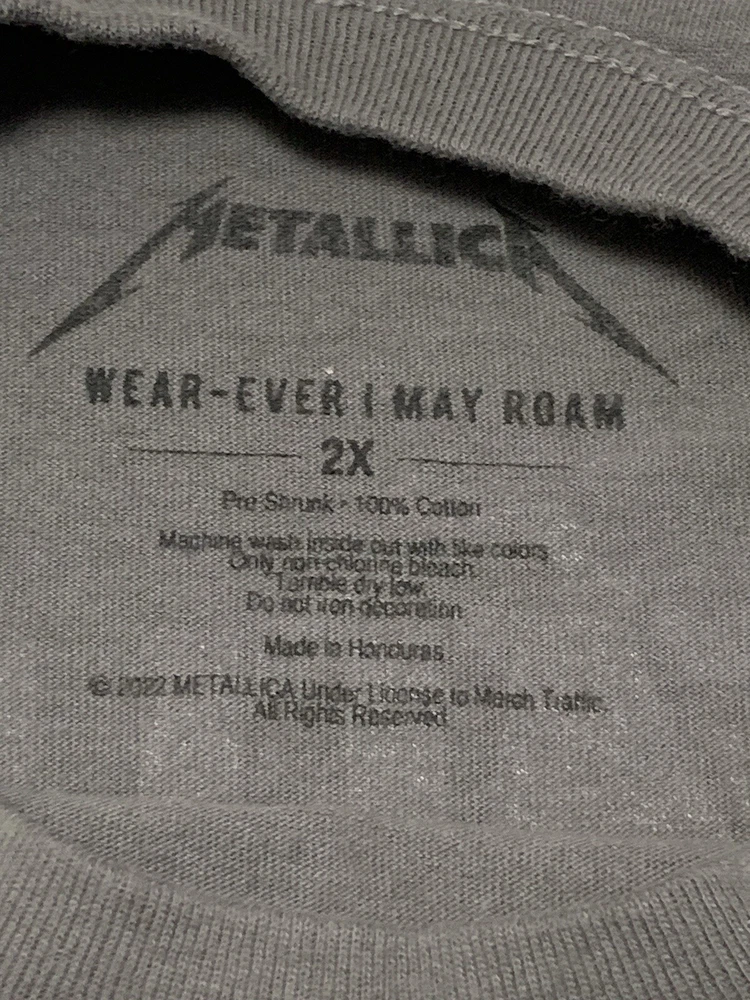 METALLICA
WEAR-EVER I MAY ROAM
2X
Pre Shrunk - 100% Cotton
Machine wash inside out with like colors
Only non-chlorine bleach.
Tumble dry low.
Do not iron decoration
Made in Honduras
© 2022 METALLICA Under License to Merch Traffic.
All Rights Reserved